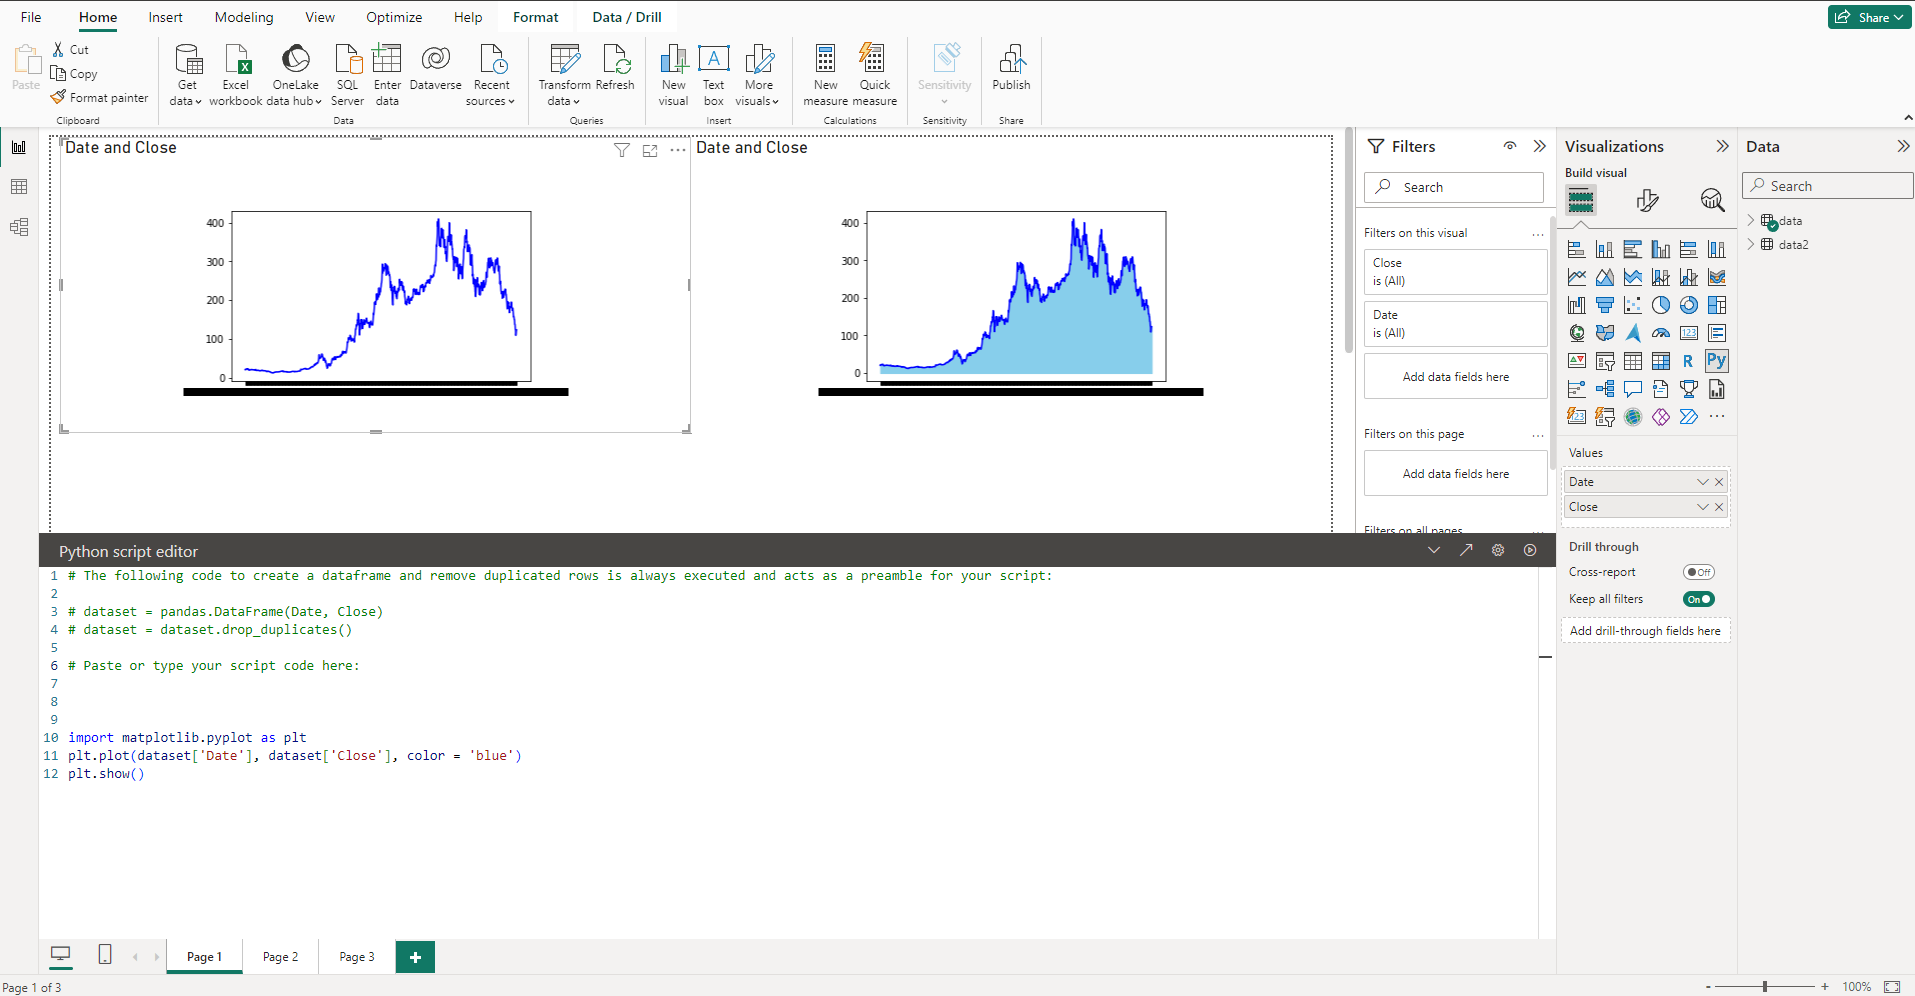 File Home Insert Modeling View Optimize Help Format Data / Drill Share
Paste
Cut
Copy
Format painter
Clipboard
Get data
Excel workbook
OneLake data hub
SQL Server
Enter data
Dataverse
Recent sources
Data
Transform data
Refresh
Queries
New visual
A
Text box
More visuals
Insert
New measure
Quick measure
Calculations
Sensitivity
Sensitivity
Publish
Share
Date and Close
400
300
200
100
0
Date and Close
400
300
200
100
0
Filters
Search
Filters on this visual ...
Close
is (All)
Date
is (All)
Add data fields here
Filters on this page ...
Add data fields here
Filters on all pages
Visualizations
Build visual
123
R Py
123
...
Values
Date
Close
Drill through
Cross-report Off
Keep all filters On
Add drill-through fields here
Data
Search
data
data2
Python script editor
1 # The following code to create a dataframe and remove duplicated rows is always executed and acts as a preamble for your script:
2
3 # dataset = pandas.DataFrame(Date, Close)
4 # dataset = dataset.drop_duplicates()
5
6 # Paste or type your script code here:
7
8
9
10 import matplotlib.pyplot as plt
11 plt.plot(dataset['Date'], dataset['Close'], color = 'blue')
12 plt.show()
Page 1 Page 2 Page 3 +
Page 1 of 3
- + 100%